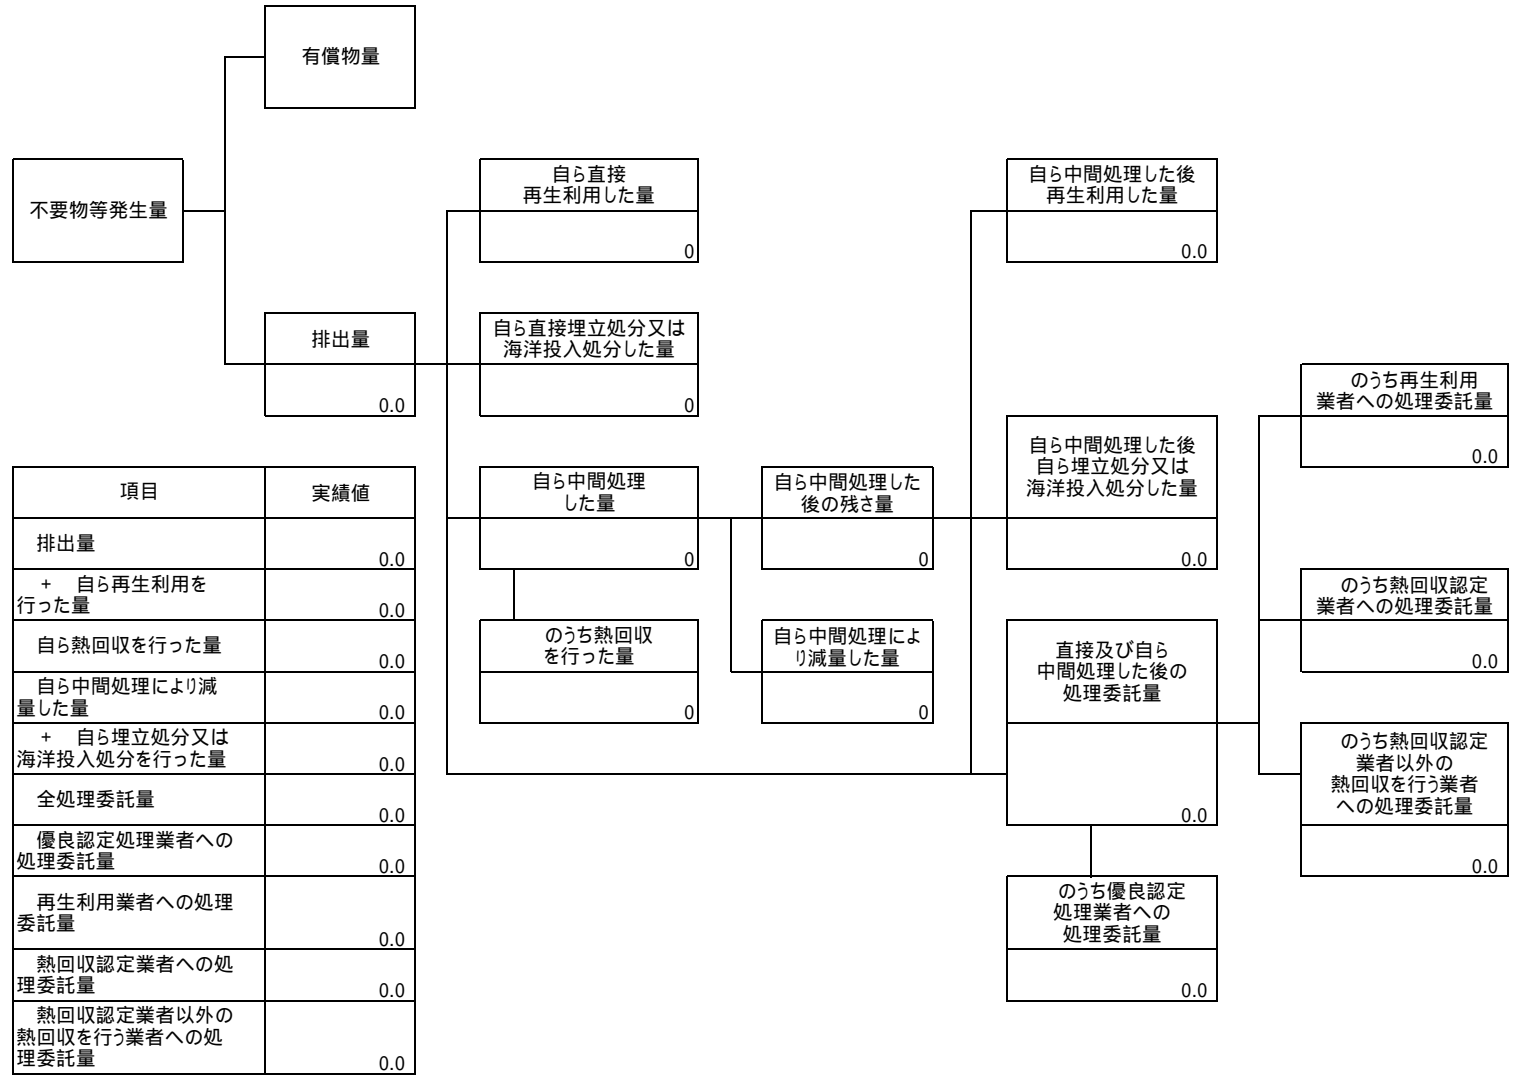 有償物量
不要物等発生量
自ら直接
再生利用した量
0
自ら中間処理した後
再生利用した量
0.0
排出量
0.0
自ら直接埋立処分又は
海洋投入処分した量
0
のうち再生利用
業者への処理委託量
0.0
自ら中間処理
した量
0
自ら中間処理した
後の残さ量
0
自ら中間処理した後
自ら埋立処分又は
海洋投入処分した量
0.0
のうち熱回収認定
業者への処理委託量
0.0
のうち熱回収
を行った量
0
自ら中間処理によ
り減量した量
0
直接及び自ら
中間処理した後の
処理委託量
0.0
のうち熱回収認定
業者以外の
熱回収を行う業者
への処理委託量
0.0
のうち優良認定
処理業者への
処理委託量
0.0
項目 実績値
排出量
0.0
+ 自ら再生利用を
行った量 0.0
自ら熱回収を行った量
0.0
自ら中間処理により減
量した量 0.0
+ 自ら埋立処分又は
海洋投入処分を行った量 0.0
全処理委託量
0.0
優良認定処理業者への
処理委託量 0.0
再生利用業者への処理
委託量
0.0
熱回収認定業者への処
理委託量 0.0
熱回収認定業者以外の
熱回収を行う業者への処
理委託量 0.0